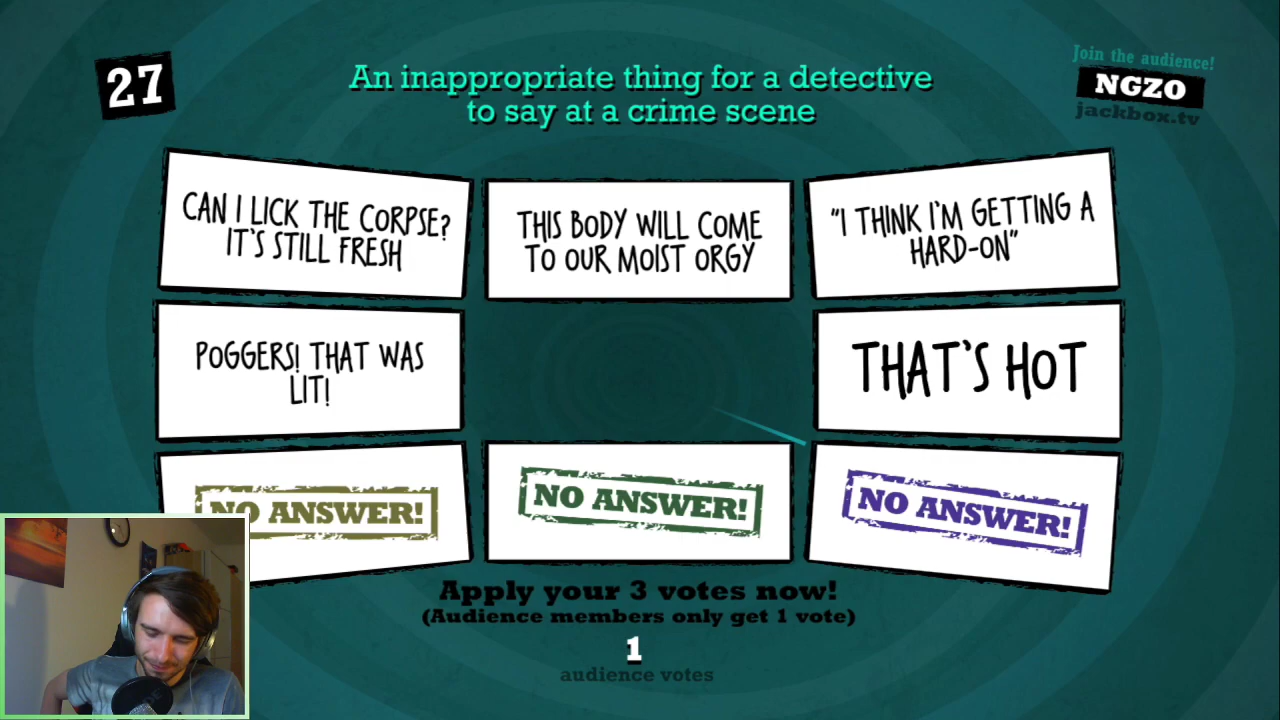 27
An inappropriate thing for a detective
to say at a crime scene
Join the audience!
NGZO
jackbox.tv
CAN I LICK THE CORPSE?
IT'S STILL FRESH
THIS BODY WILL COME
TO OUR MOIST ORGY
"I THINK I'M GETTING A
HARD-ON"
POGGERS! THAT WAS
LIT!
THAT'S HOT
NO ANSWER!
NO ANSWER!
NO ANSWER!
Apply your 3 votes now!
(Audience members only get 1 vote)
1
audience votes